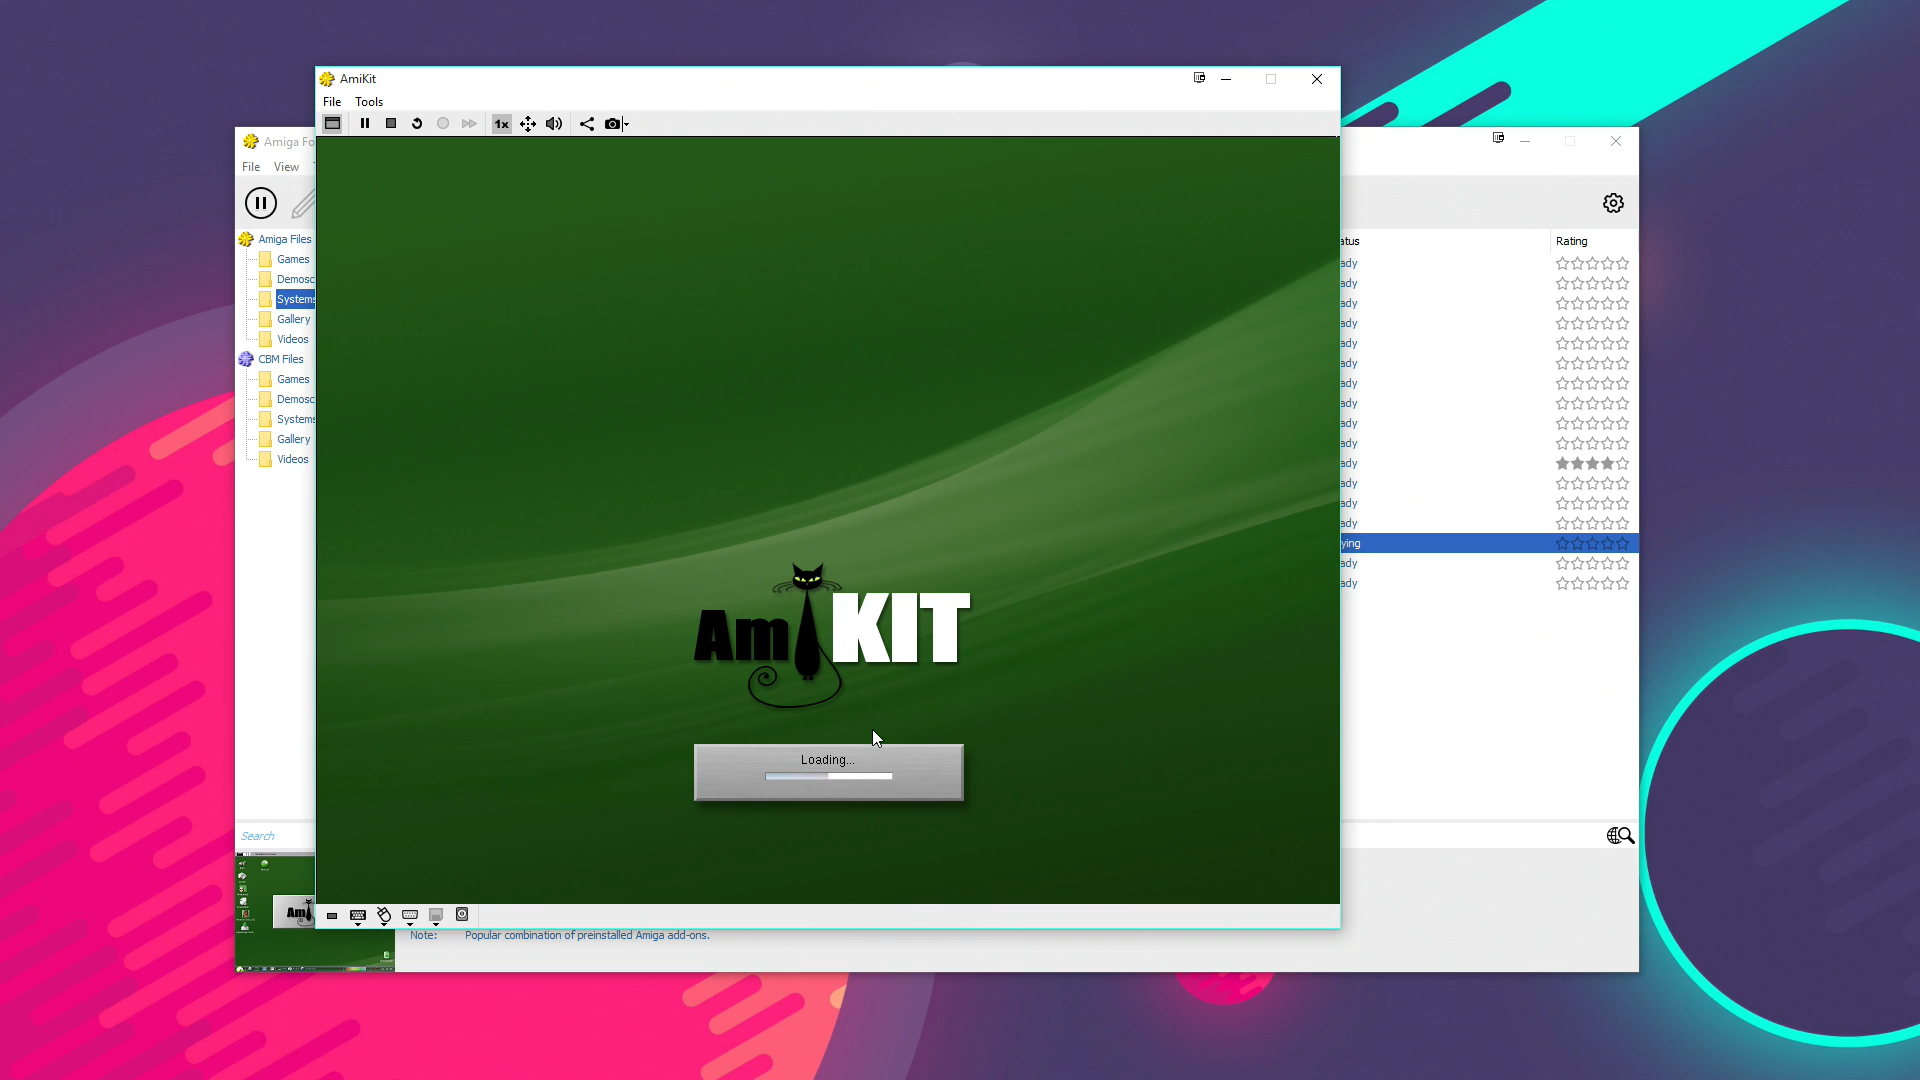 AmiKit
File Tools
1x
Amiga Fo
File View
Amiga Files
Games
Demosc
Systems
Gallery
Videos
CBM Files
Games
Demosc
Systems
Gallery
Videos
atus Rating
ady
ady
ady
ady
ady
ady
ady
ady
ady
ady
ady
ady
ady
ady
ying
ady
ady
AmiKIT
Loading...
Search
Am
Note: Popular combination of preinstalled Amiga add-ons.